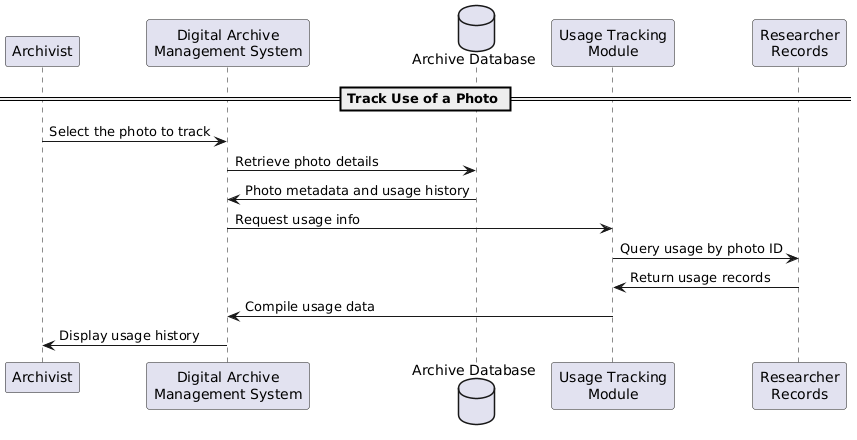 Archivist
Digital Archive
Management System
Archive Database
Usage Tracking
Module
Researcher
Records
Track Use of a Photo
Select the photo to track
Retrieve photo details
Photo metadata and usage history
Request usage info
Query usage by photo ID
Return usage records
Compile usage data
Display usage history
Archivist
Digital Archive
Management System
Archive Database
Usage Tracking
Module
Researcher
Records